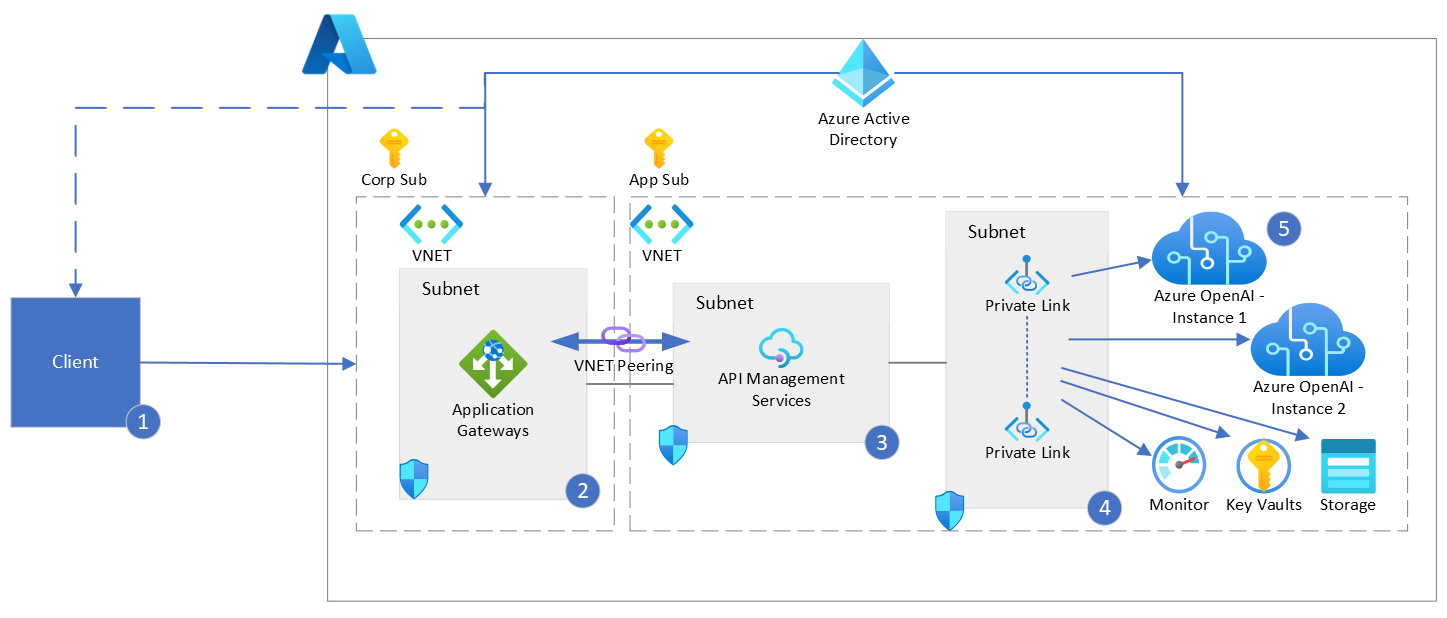 Azure Active
Directory
Corp Sub
App Sub
VNET
VNET
Subnet
Subnet
Subnet
Client
1
Application
Gateways
2
VNET Peering
API Management
Services
3
Private Link
Private Link
4
5
Azure OpenAI -
Instance 1
Azure OpenAI -
Instance 2
Monitor
Key Vaults
Storage